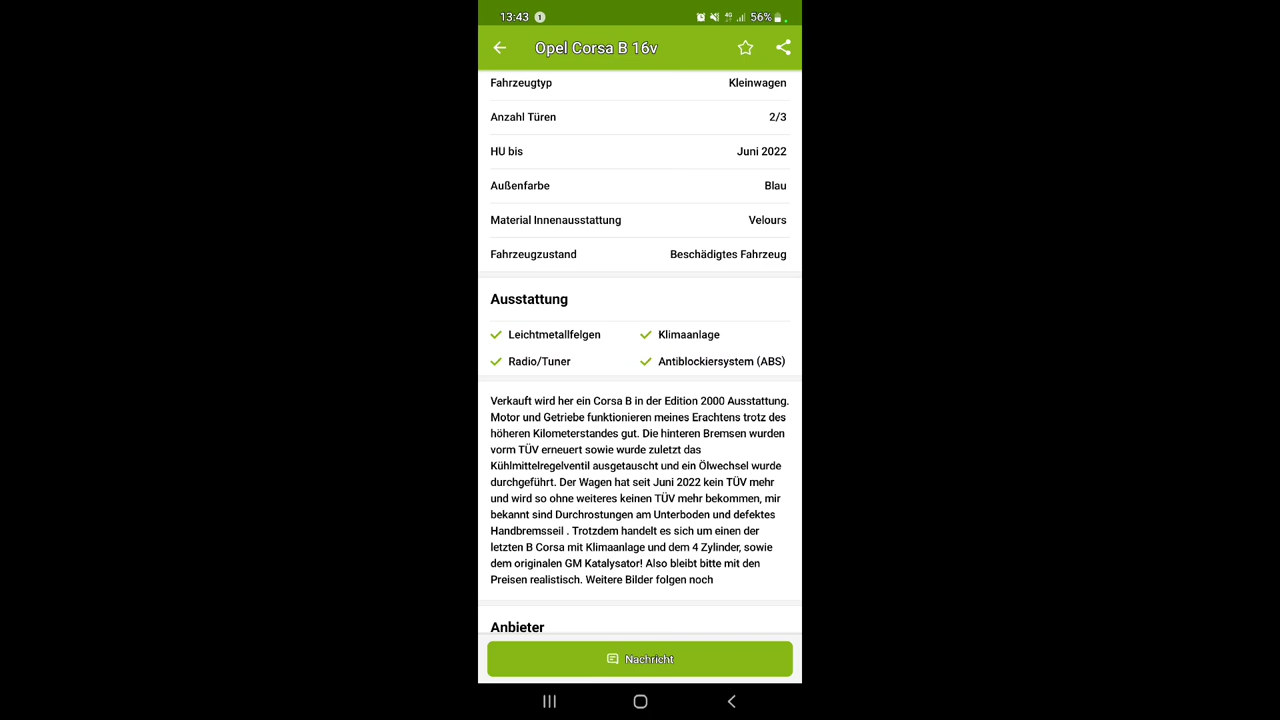 13:43 1 4G 56%
Opel Corsa B 16v
Fahrzeugtyp Kleinwagen
Anzahl Türen 2/3
HU bis Juni 2022
Außenfarbe Blau
Material Innenausstattung Velours
Fahrzeugzustand Beschädigtes Fahrzeug
Ausstattung
Leichtmetallfelgen Klimaanlage
Radio/Tuner Antiblockiersystem (ABS)
Verkauft wird her ein Corsa B in der Edition 2000 Ausstattung.
Motor und Getriebe funktionieren meines Erachtens trotz des
höheren Kilometerstandes gut. Die hinteren Bremsen wurden
vorm TÜV erneuert sowie wurde zuletzt das
Kühlmittelregelventil ausgetauscht und ein Ölwechsel wurde
durchgeführt. Der Wagen hat seit Juni 2022 kein TÜV mehr
und wird so ohne weiteres keinen TÜV mehr bekommen, mir
bekannt sind Durchrostungen am Unterboden und defektes
Handbremsseil . Trotzdem handelt es sich um einen der
letzten B Corsa mit Klimaanlage und dem 4 Zylinder, sowie
dem originalen GM Katalysator! Also bleibt bitte mit den
Preisen realistisch. Weitere Bilder folgen noch
Anbieter
Nachricht